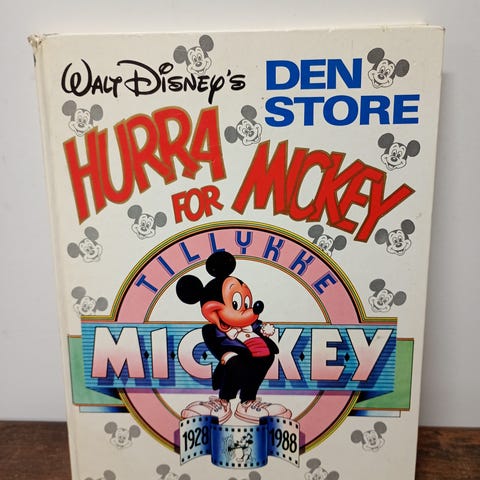 WALT DISNEY'S
DEN
STORE
HURRA
FOR MICKEY
TILLYKKE
MICKEY
1928 1988